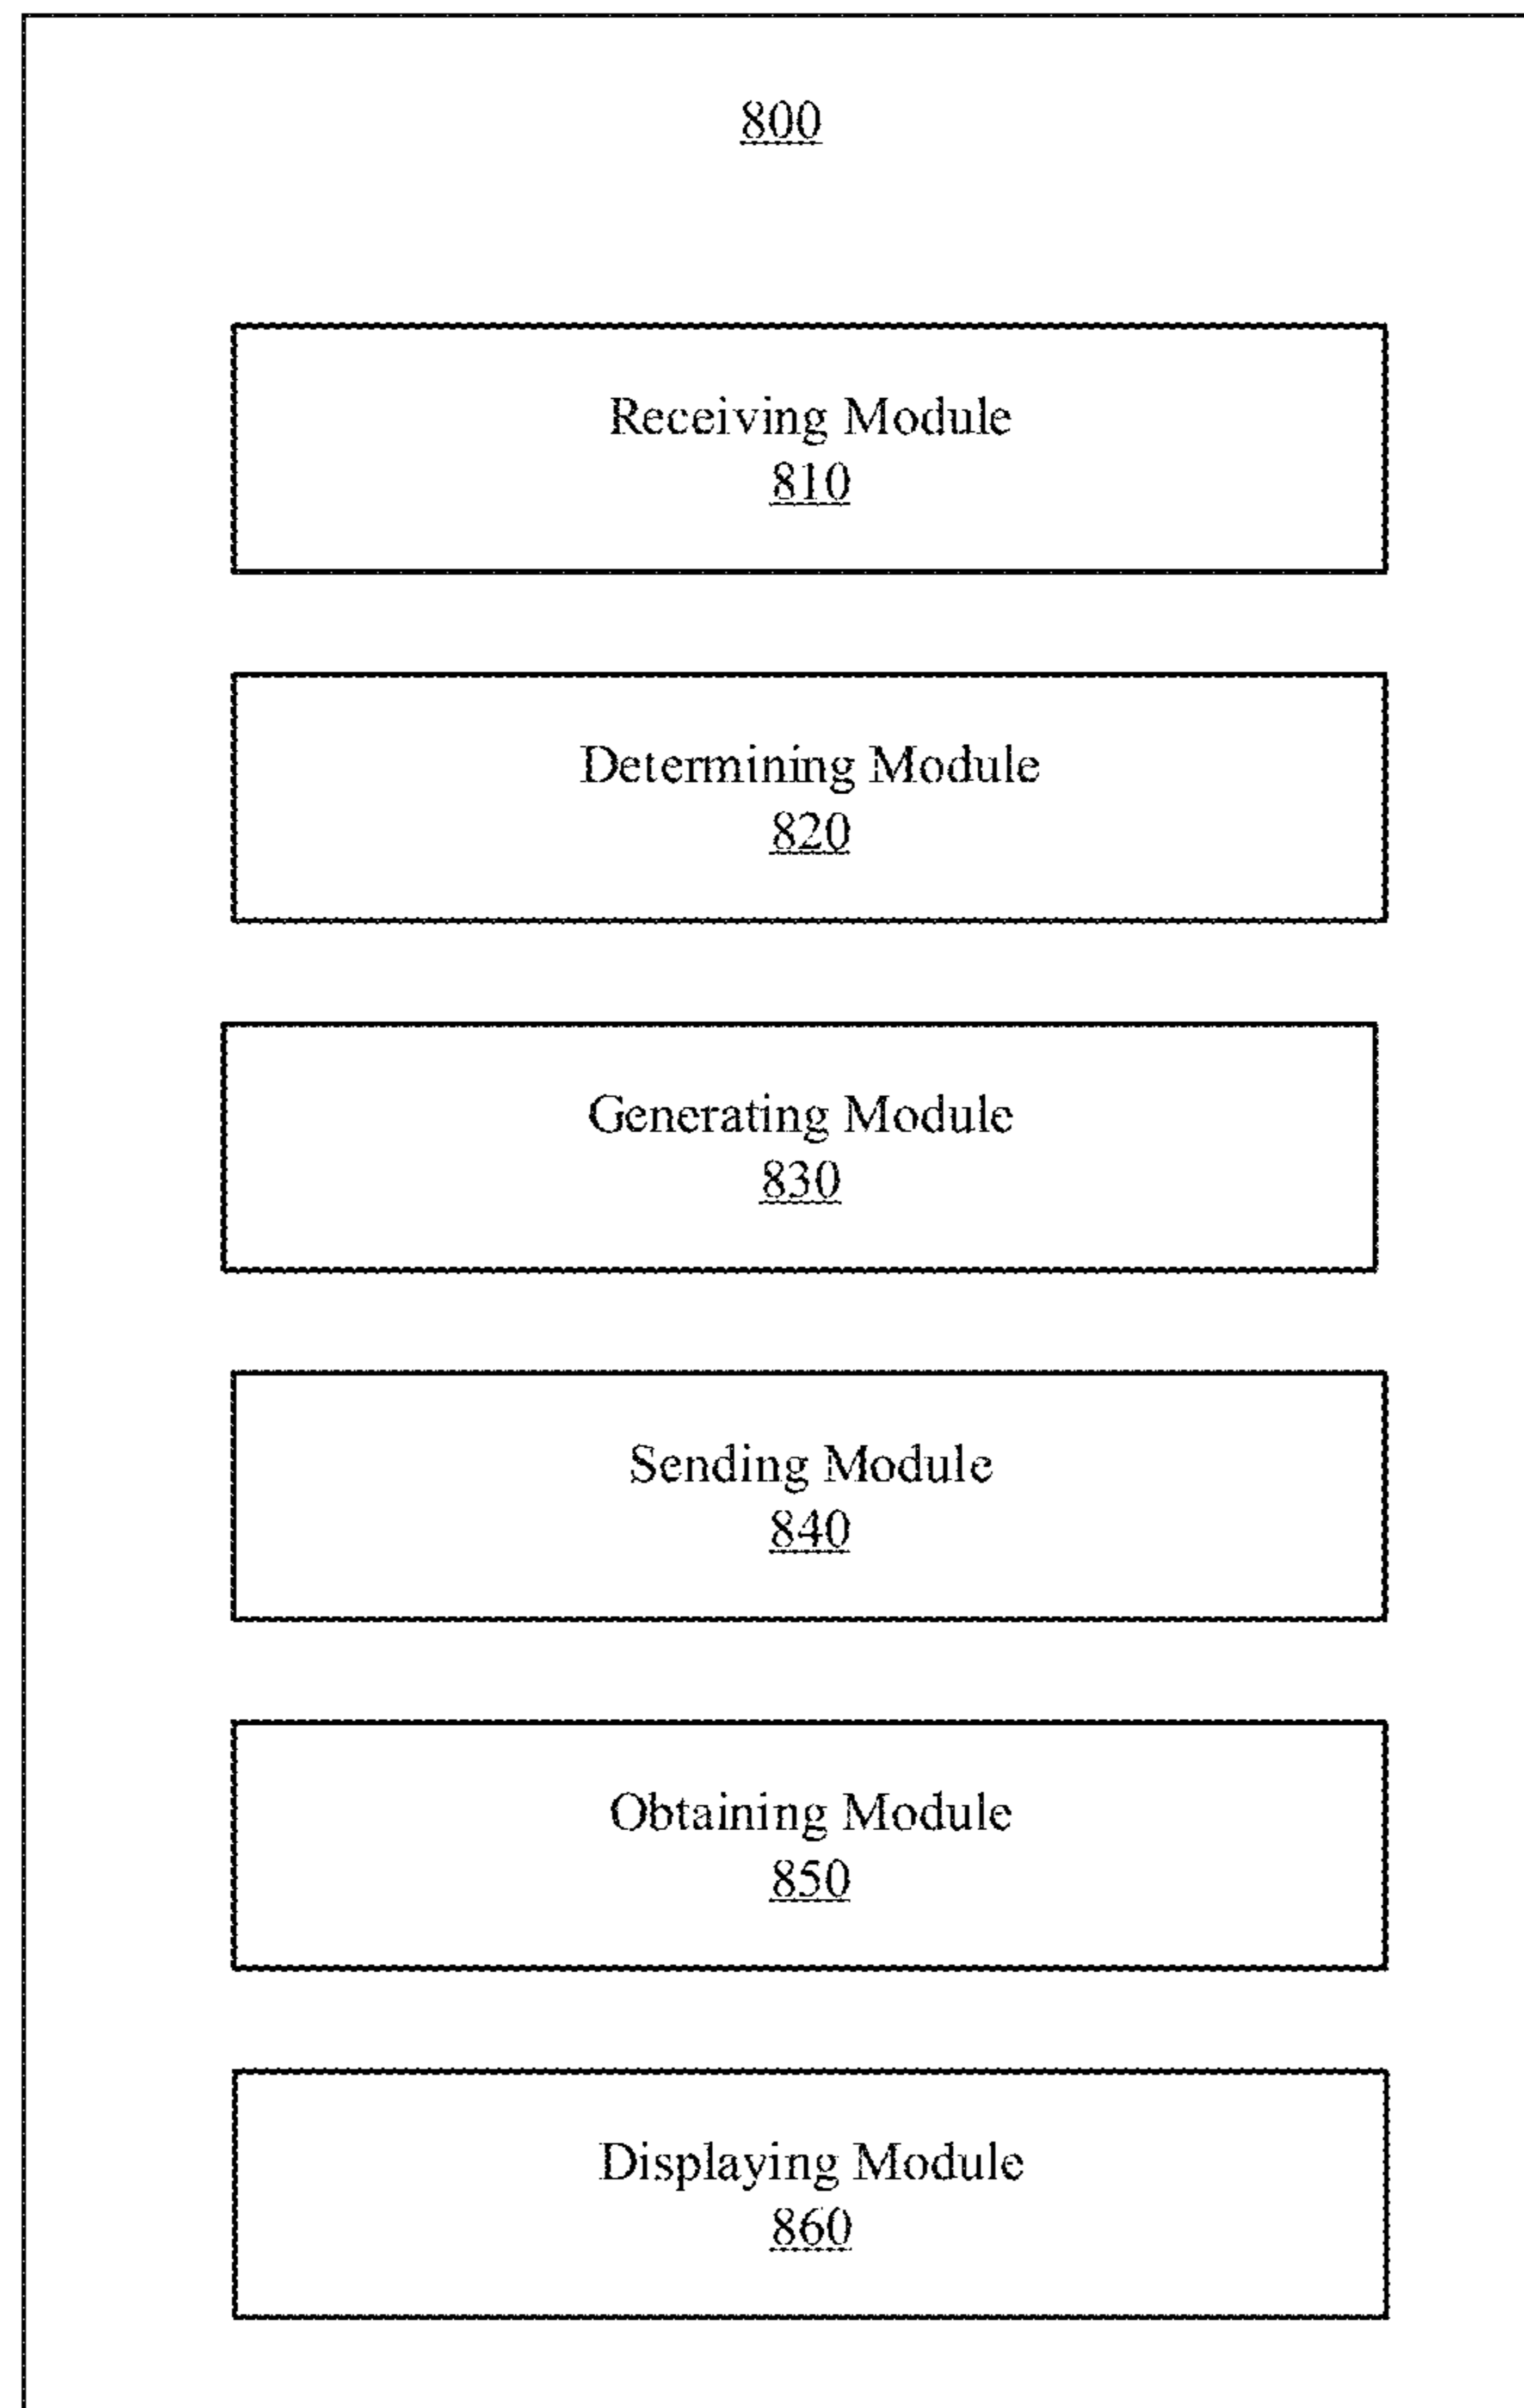 800
Receiving Module
810
Determining Module
820
Generating Module
830
Sending Module
840
Obtaining Module
850
Displaying Module
860